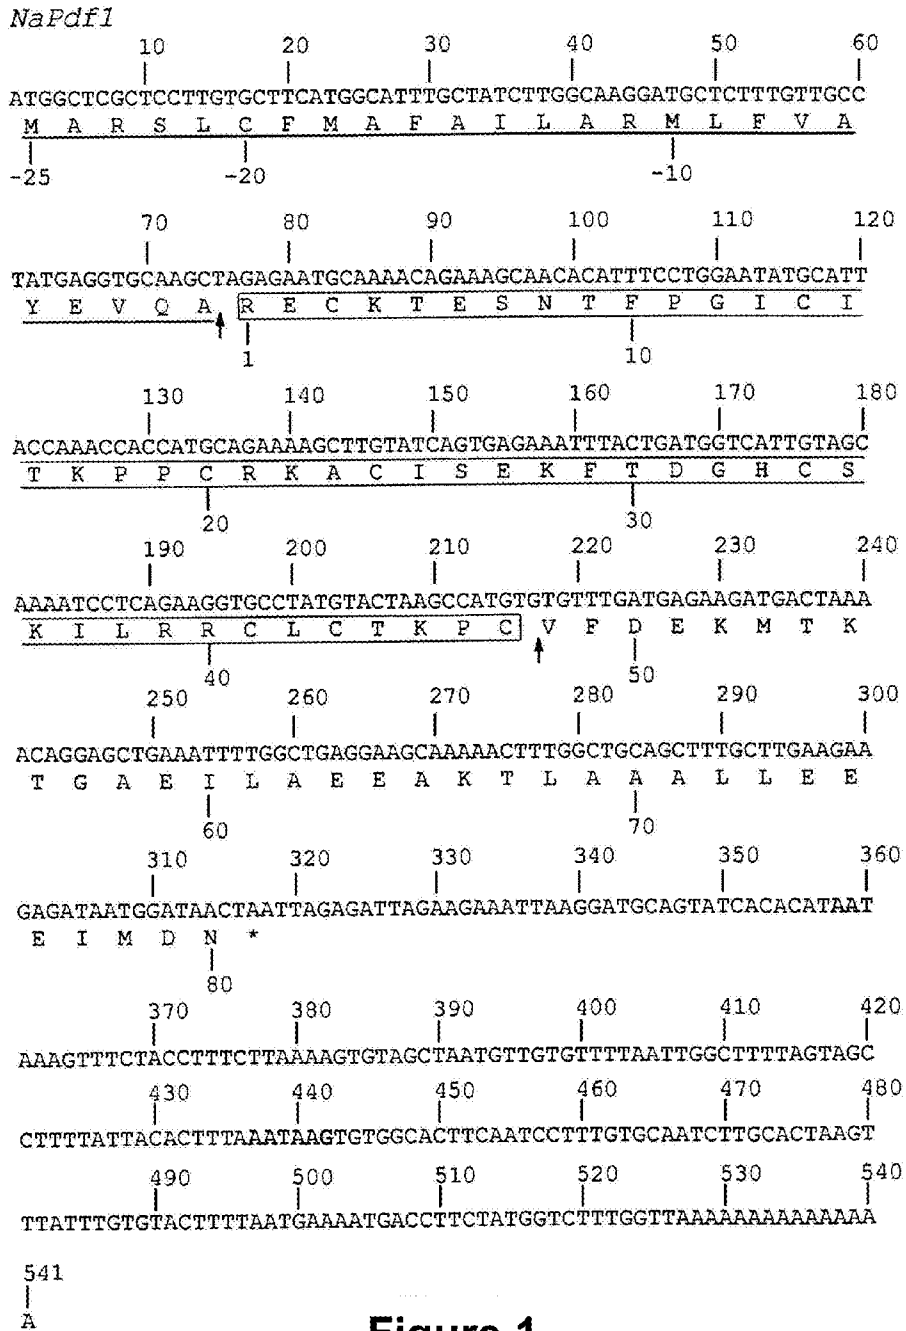 NaPdf1
10 20 30 40 50 60
ATGGCTCGCTCCTTGTGCTTCATGGCATTTGCTATCTTGGCAAGGATGCTCTTTGTTGCC
M A R S L C F M A F A I L A R M L F V A
-25 -20 -10
70 80 90 100 110 120
TATGAGGTGCAAGCTAGAGAATGCAAAACAGAAAGCAACACATTTCCTGGAATATGCATT
Y E V Q A R E C K T E S N T F P G I C I
1 10
130 140 150 160 170 180
ACCAAACCACCATGCAGAAAAGCTTGTATCAGTGAGAAATTTACTGATGGTCATTGTAGC
T K P P C R K A C I S E K F T D G H C S
20 30
190 200 210 220 230 240
AAAATCCTCAGAAGGTGCCTATGTACTAAGCCATGTGTGTTTGATGAGAAGATGACTAAA
K I L R R C L C T K P C V F D E K M T K
40 50
250 260 270 280 290 300
ACAGGAGCTGAAATTTTGGCTGAGGAAGCAAAAACTTTGGCTGCAGCTTTGCTTGAAGAA
T G A E I L A E E A K T L A A A L L E E
60 70
310 320 330 340 350 360
GAGATAATGGATAACTAATTAGAGATTAGAAGAAATTAAGGATGCAGTATCACACATAAT
E I M D N *
80
370 380 390 400 410 420
AAAGTTTCTACCTTTCTTAAAAGTGTAGCTAATGTTGTGTTTTAATTGGCTTTTAGTAGC
430 440 450 460 470 480
CTTTTATTACACTTTAAATAAGTGTGGCACTTCAATCCTTTGTGCAATCTTGCACTAAGT
490 500 510 520 530 540
TTATTTGTGTACTTTTAATGAAAATGACCTTCTATGGTCTTTGGTTAAAAAAAAAAAAAA
541
A
Figure 1